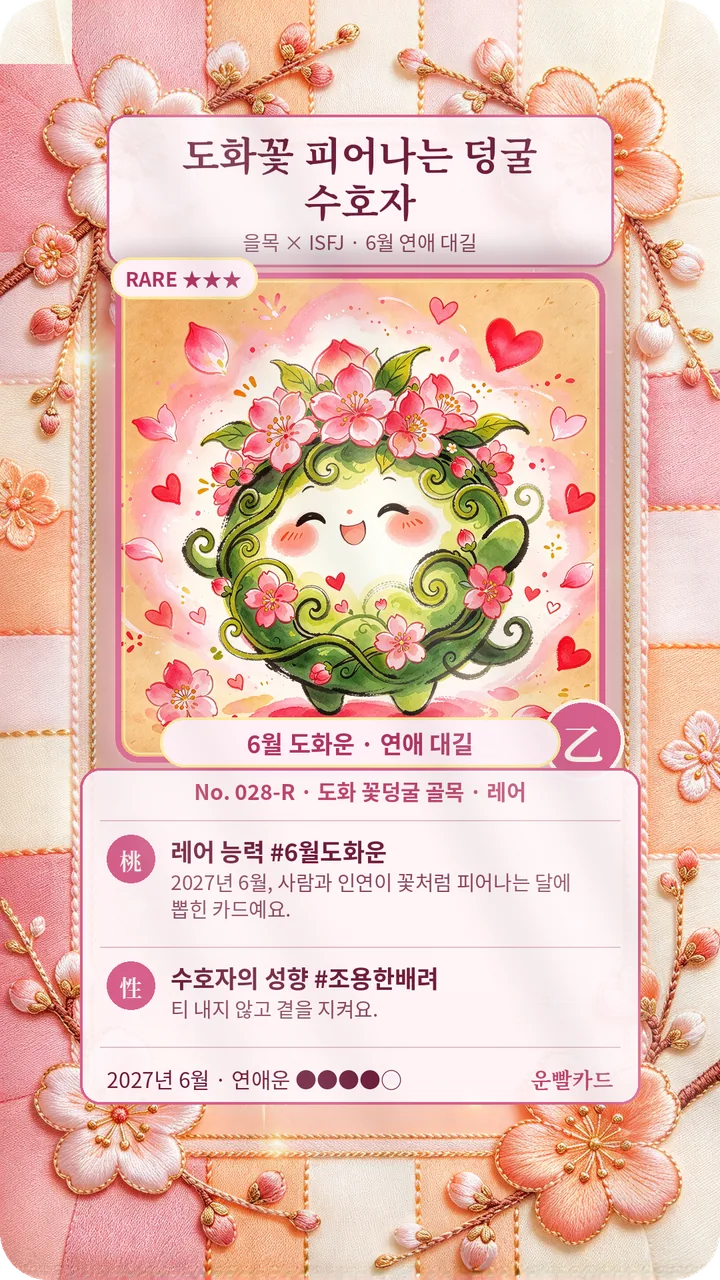 도화꽃 피어나는 덩굴
수호자
을목 × ISFJ · 6월 연애 대길
RARE ★★★
6월 도화운 · 연애 대길
乙
No. 028-R · 도화 꽃덩굴 골목 · 레어
桃
레어 능력 #6월도화운
2027년 6월, 사람과 인연이 꽃처럼 피어나는 달에
뽑힌 카드예요.
性
수호자의 성향 #조용한배려
티 내지 않고 곁을 지켜요.
2027년 6월 · 연애운 ●●●●○
운빨카드